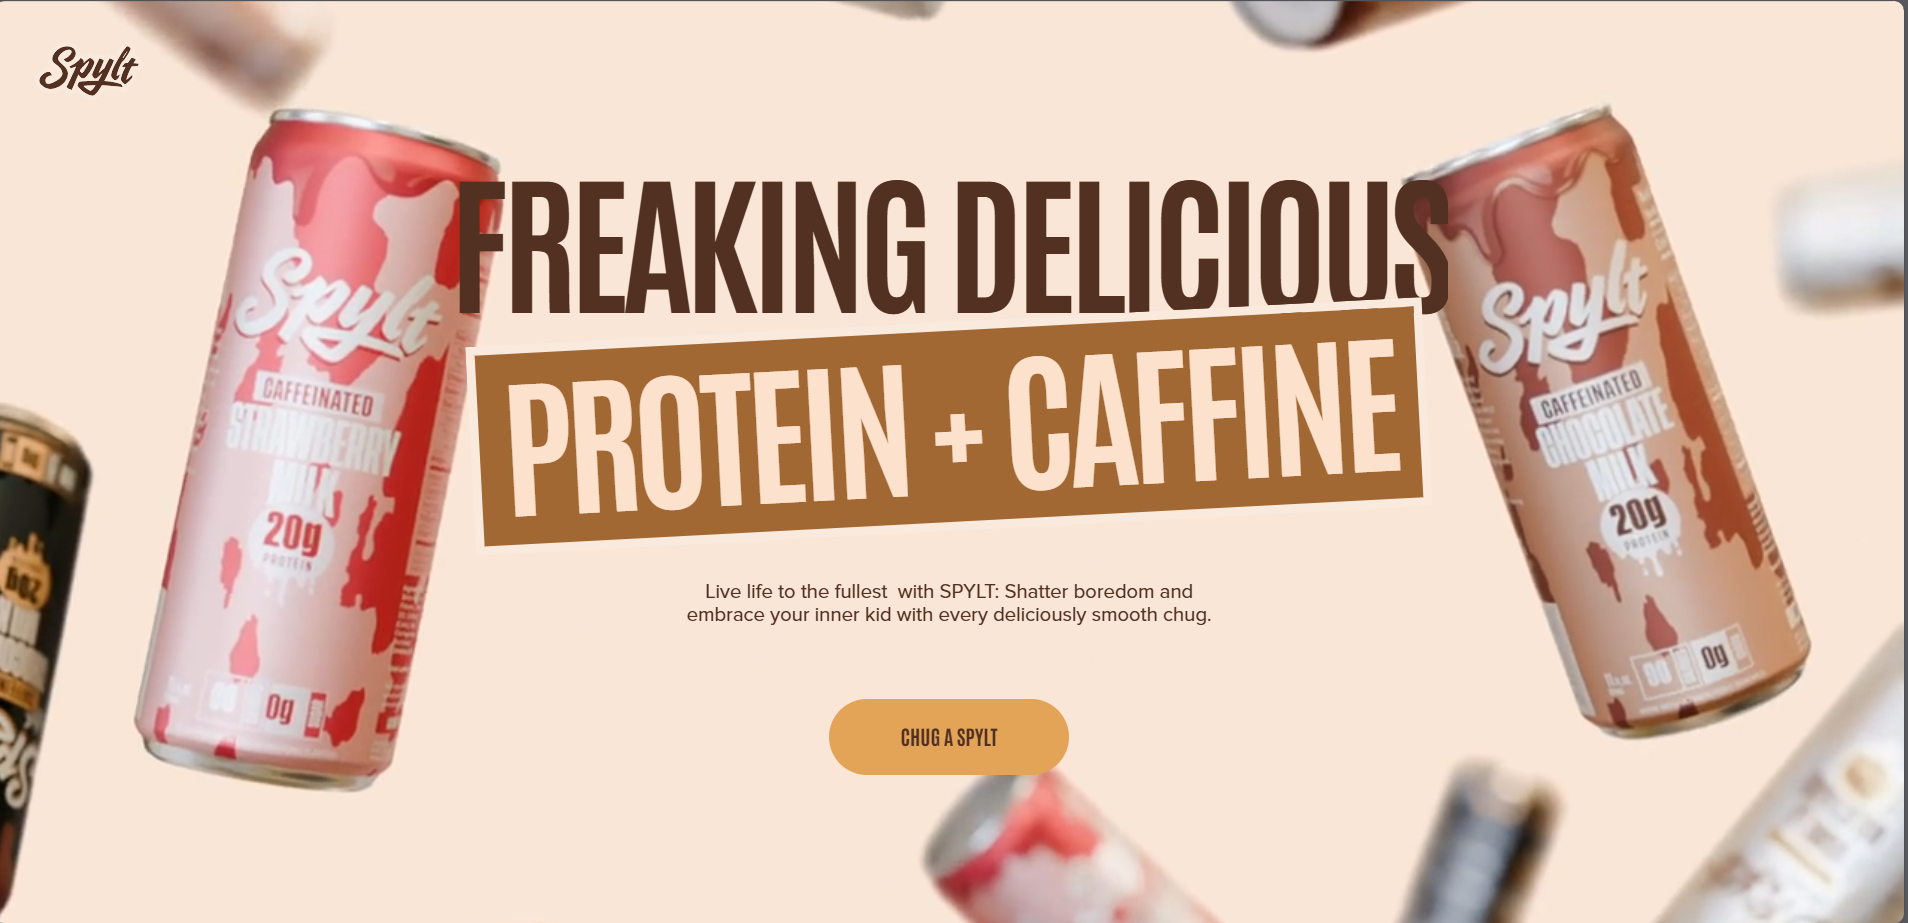 Spylt
FREAKING DELICIOUS
PROTEIN + CAFFINE
Live life to the fullest  with SPYLT: Shatter boredom and
embrace your inner kid with every deliciously smooth chug.
CHUG A SPYLT
Spylt
CAFFEINATED
STRAWBERRY
MILK
20g
PROTEIN
0g
Spylt
CAFFEINATED
CHOCOLATE
MILK
20g
PROTEIN
90
0g